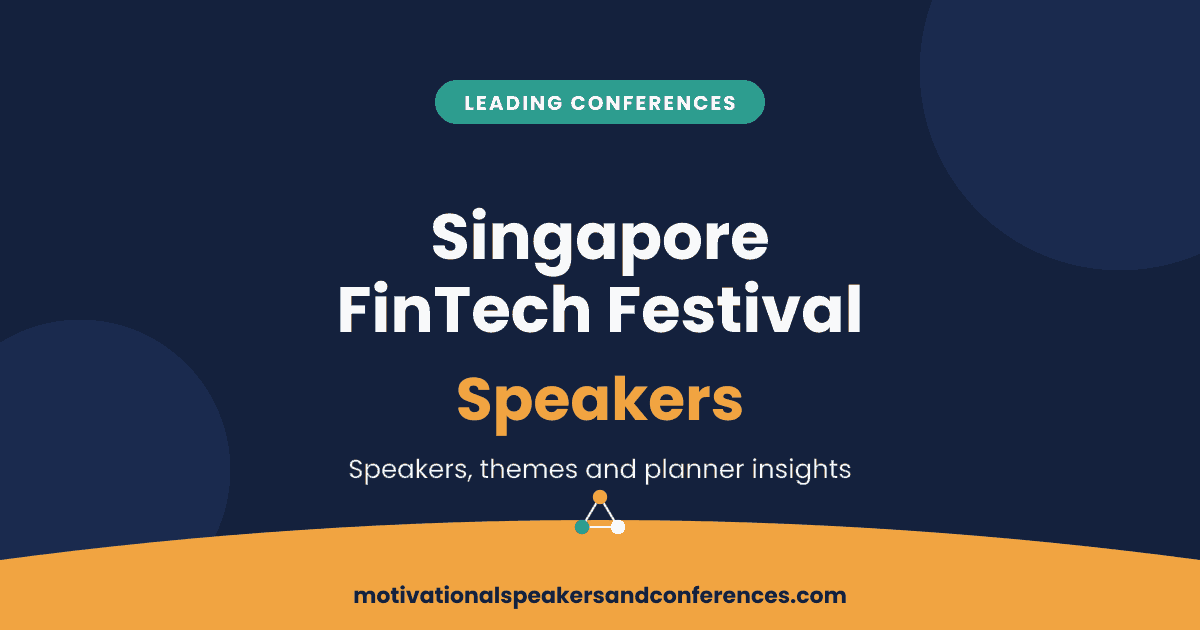 LEADING CONFERENCES
Singapore
FinTech Festival
Speakers
Speakers, themes and planner insights
motivationalspeakersandconferences.com